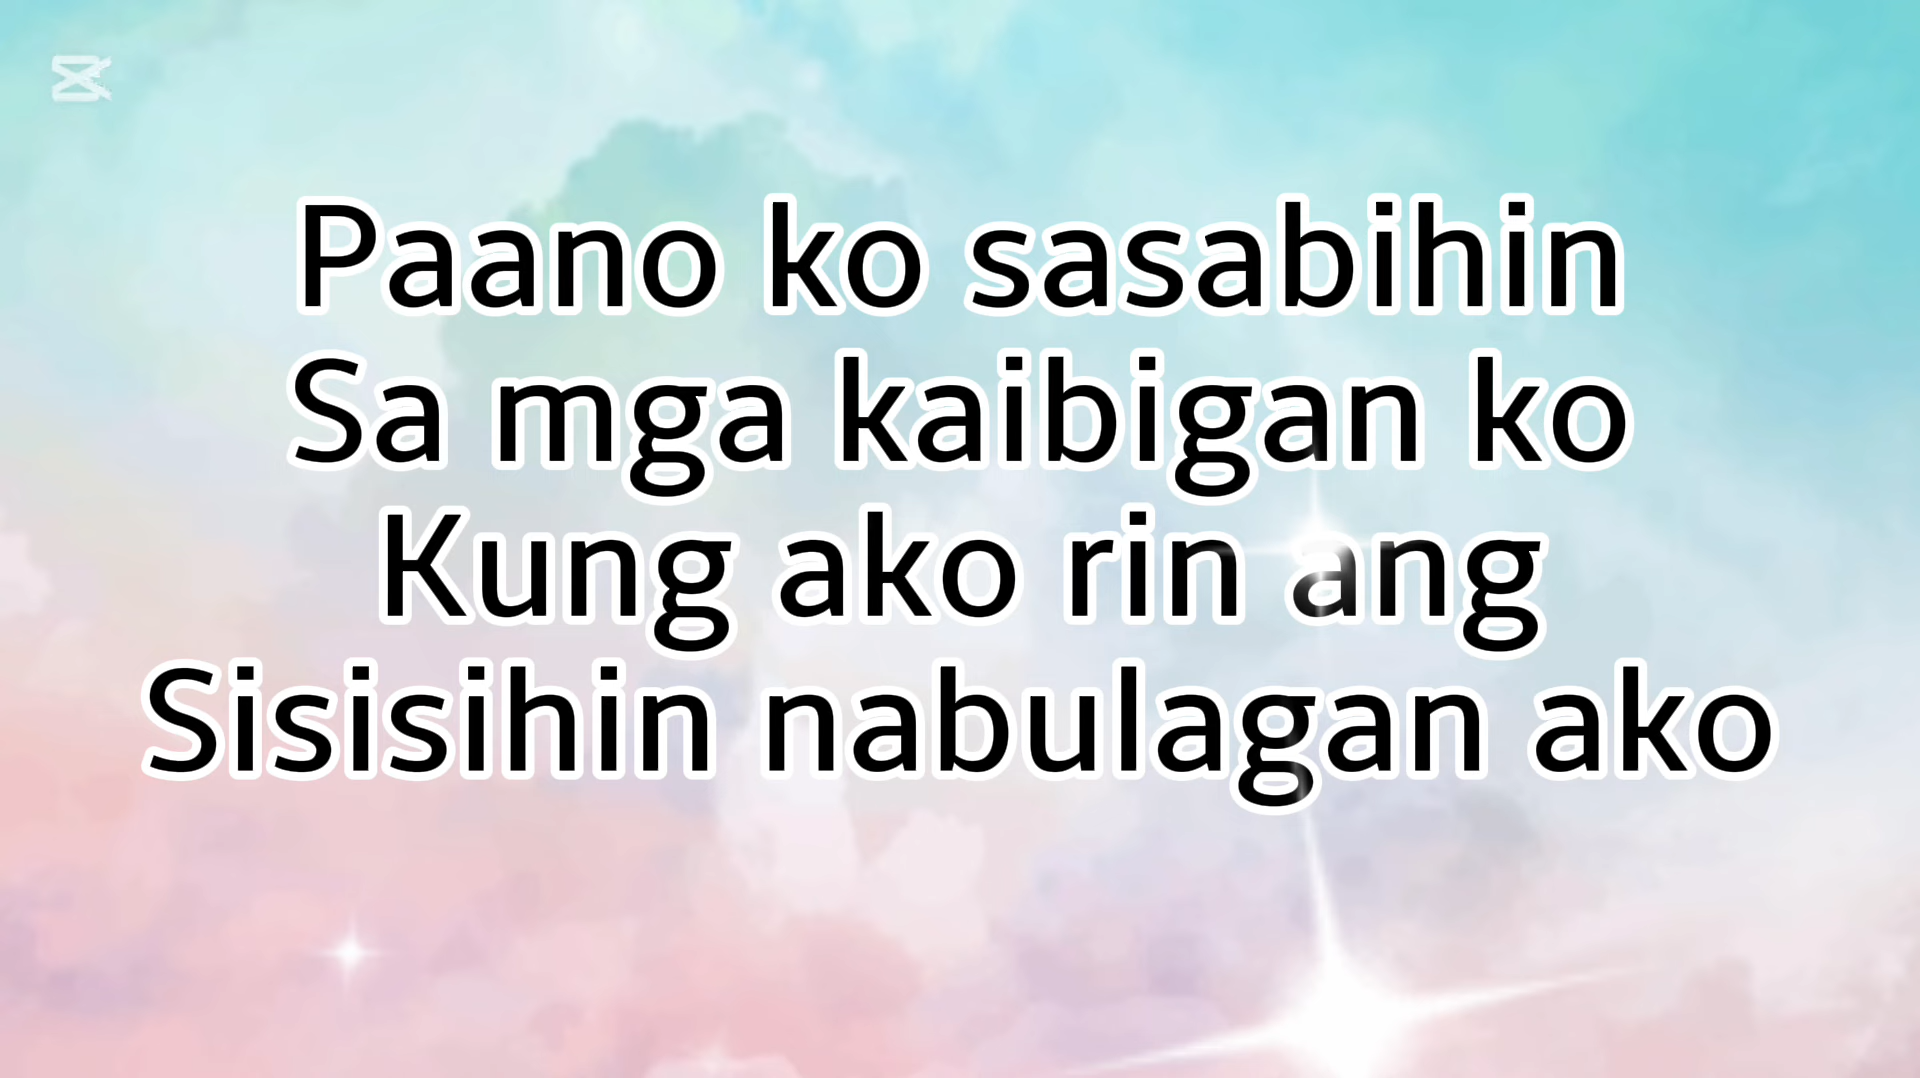 Paano ko sasabihin
Sa mga kaibigan ko
Kung ako rin ang
Sisisihin nabulagan ako